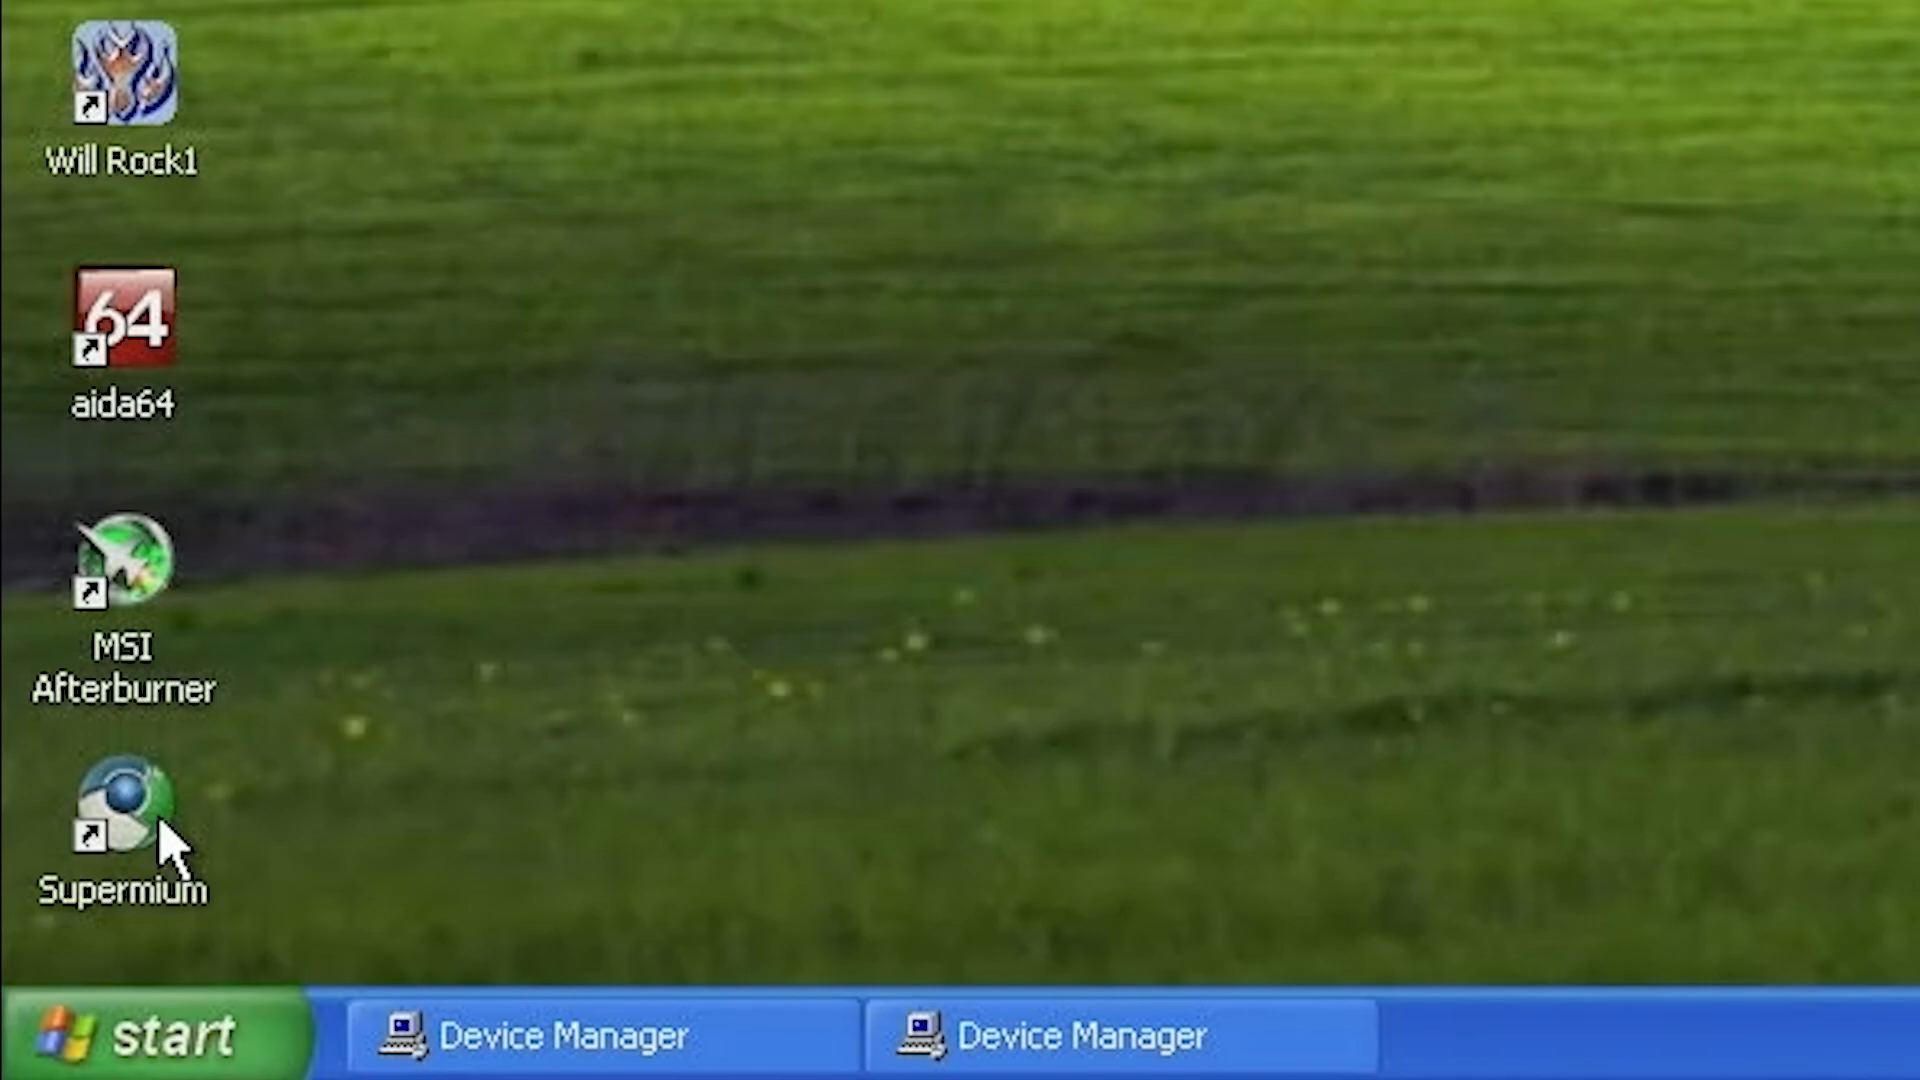 Will Rock1
64
aida64
MSI
Afterburner
Supermium
start
Device Manager
Device Manager